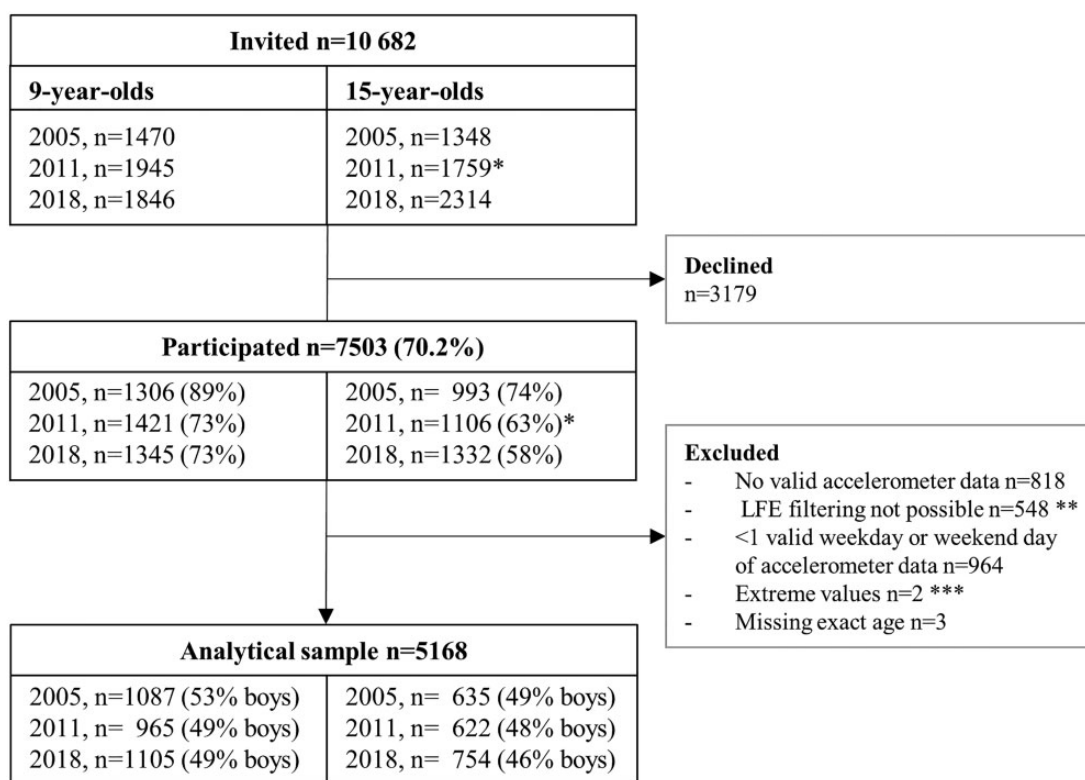 Invited n=10 682
9-year-olds
15-year-olds
2005, n=1470
2011, n=1945
2018, n=1846
2005, n=1348
2011, n=1759*
2018, n=2314
Declined
n=3179
Participated n=7503 (70.2%)
2005, n=1306 (89%)
2011, n=1421 (73%)
2018, n=1345 (73%)
2005, n= 993 (74%)
2011, n=1106 (63%)*
2018, n=1332 (58%)
Excluded
- No valid accelerometer data n=818
- LFE filtering not possible n=548 **
- <1 valid weekday or weekend day
of accelerometer data n=964
- Extreme values n=2 ***
- Missing exact age n=3
Analytical sample n=5168
2005, n=1087 (53% boys)
2011, n= 965 (49% boys)
2018, n=1105 (49% boys)
2005, n= 635 (49% boys)
2011, n= 622 (48% boys)
2018, n= 754 (46% boys)